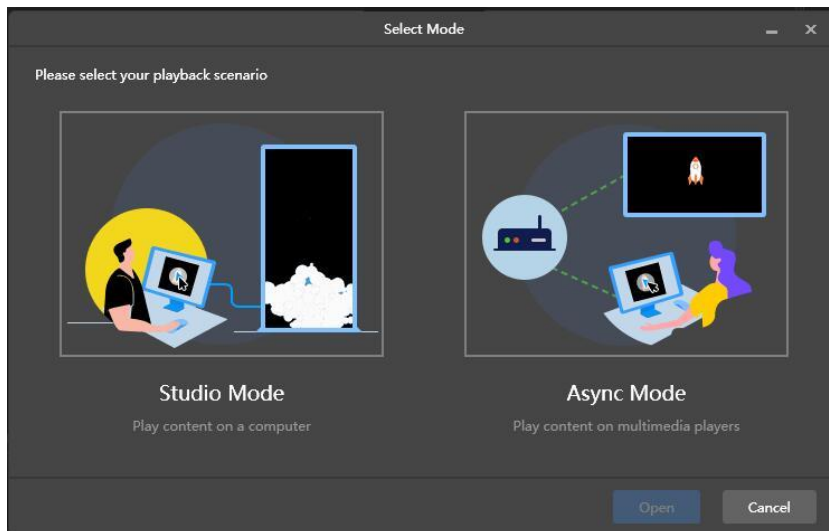 Select Mode
Please select your playback scenario
Studio Mode
Async Mode
Play content on a computer
Play content on multimedia players
Open
Cancel